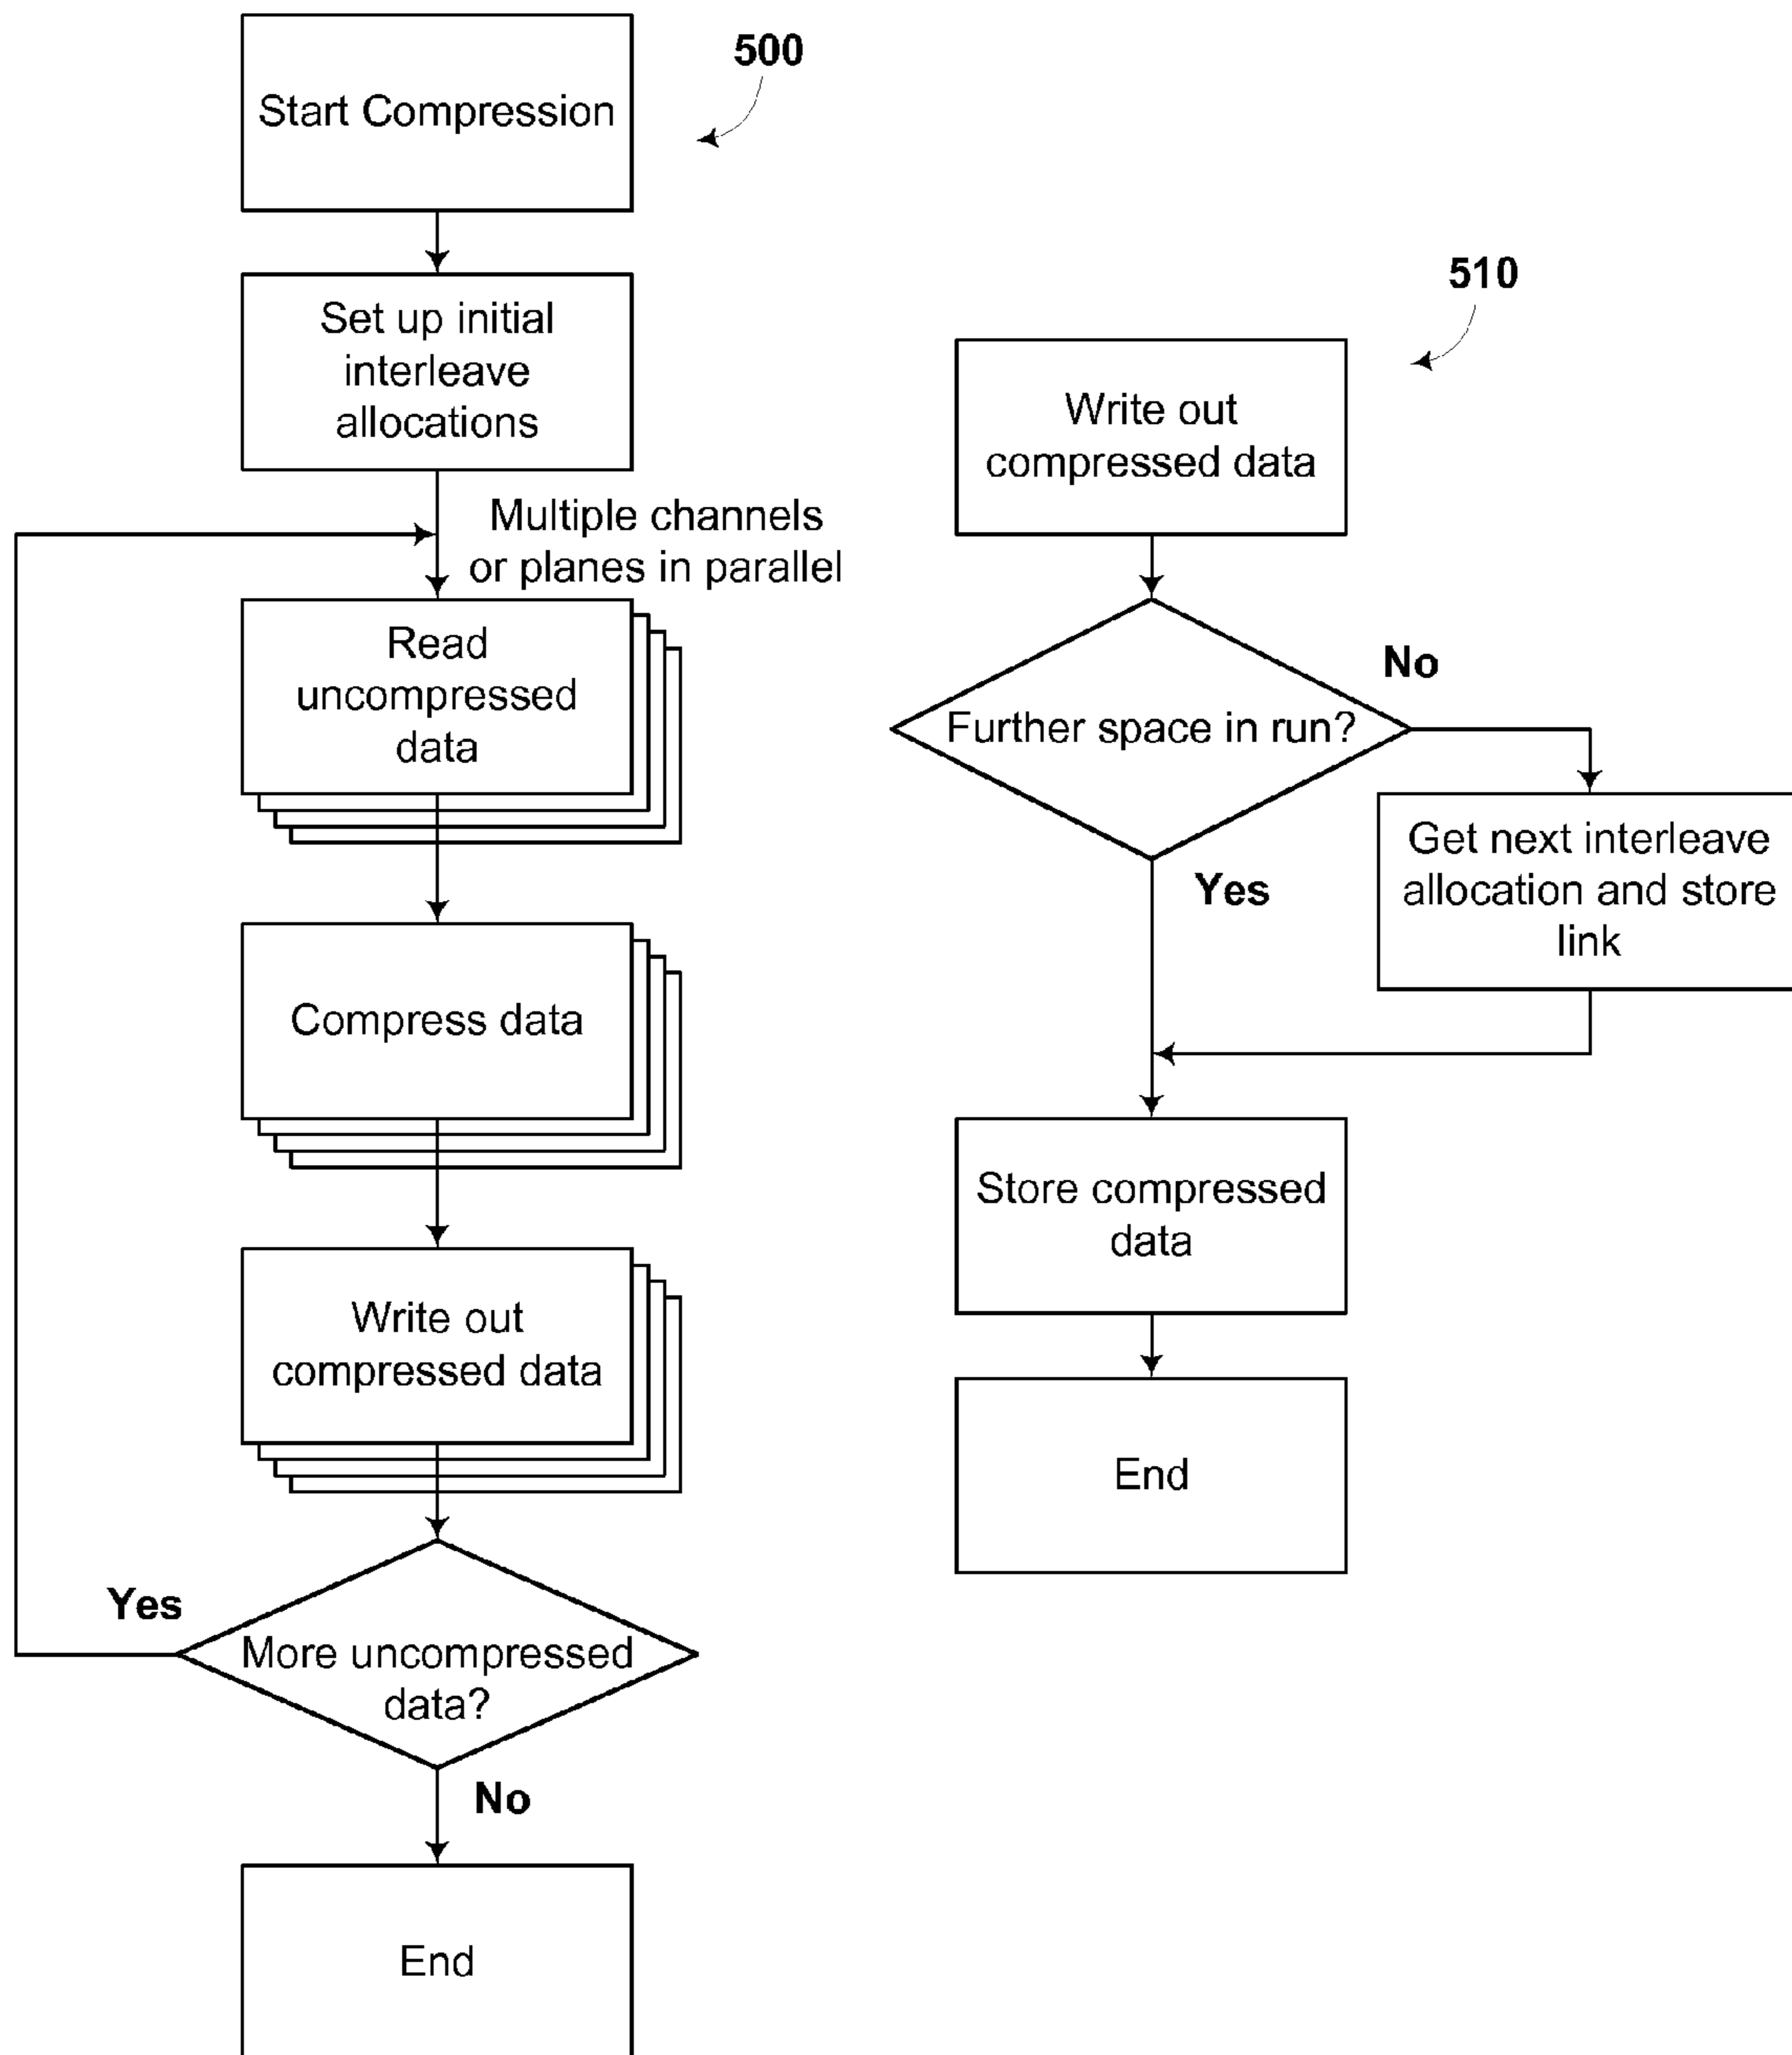 500
Start Compression
Set up initial
interleave
allocations
Multiple channels
or planes in parallel
Read
uncompressed
data
Compress data
Write out
compressed data
Yes
More uncompressed
data?
No
End
510
Write out
compressed data
No
Further space in run?
Yes
Get next interleave
allocation and store
link
Store compressed
data
End